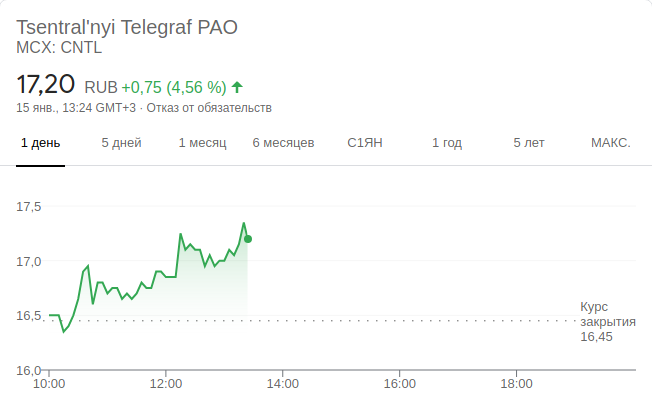 Tsentral'nyi Telegraf PAO
MCX: CNTL
17,20 RUB +0,75 (4,56 %)
15 янв., 13:24 GMT+3 · Отказ от обязательств
1 день 5 дней 1 месяц 6 месяцев С1ЯН 1 год 5 лет МАКС.
17,5
17,0
16,5
16,0
Курс
закрытия
16,45
10:00 12:00 14:00 16:00 18:00